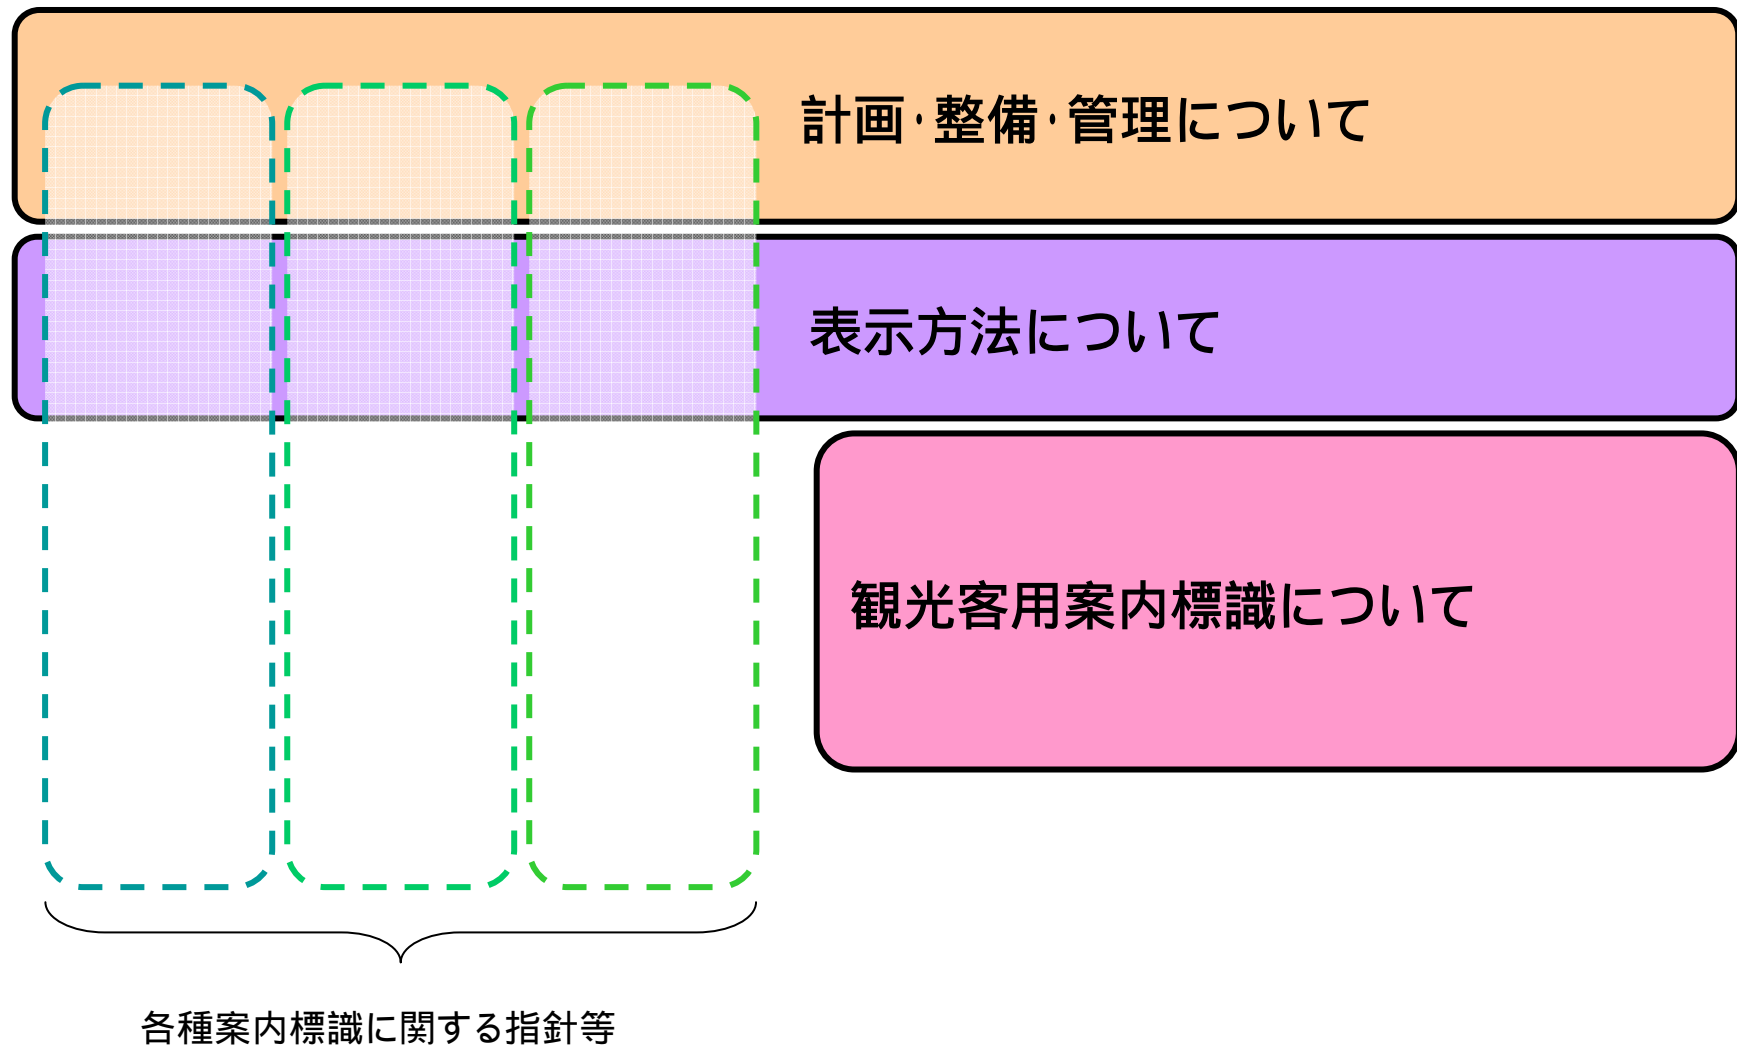 計画・整備・管理について
表示方法について
観光客用案内標識について
各種案内標識に関する指針等